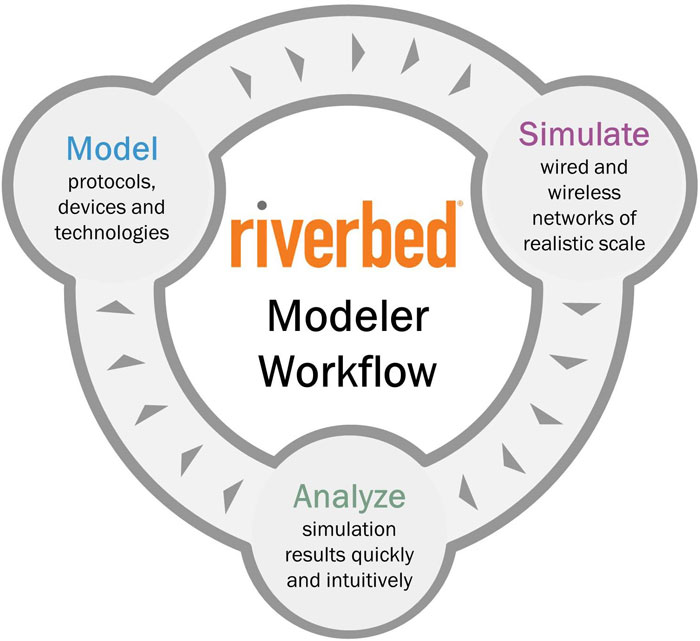 Model
protocols,
devices and
technologies
Simulate
wired and
wireless
networks of
realistic scale
riverbed®
Modeler
Workflow
Analyze
simulation
results quickly
and intuitively